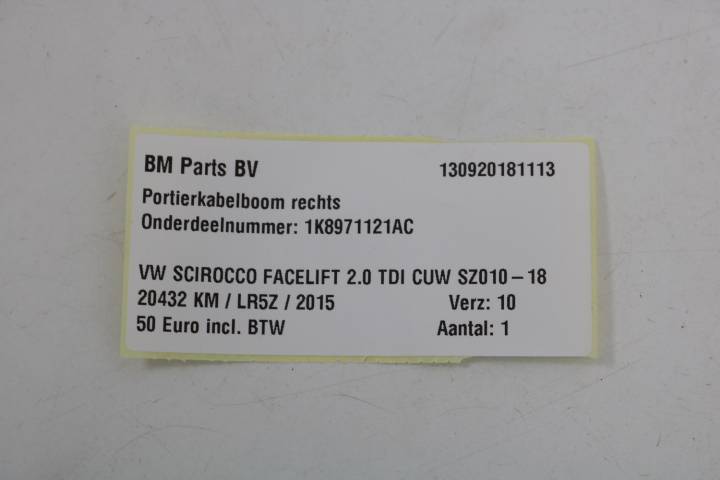 BM Parts BV 130920181113
Portierkabelboom rechts
Onderdeelnummer: 1K8971121AC
VW SCIROCCO FACELIFT 2.0 TDI CUW SZ010-18
20432 KM / LR5Z / 2015 Verz: 10
50 Euro incl. BTW Aantal: 1